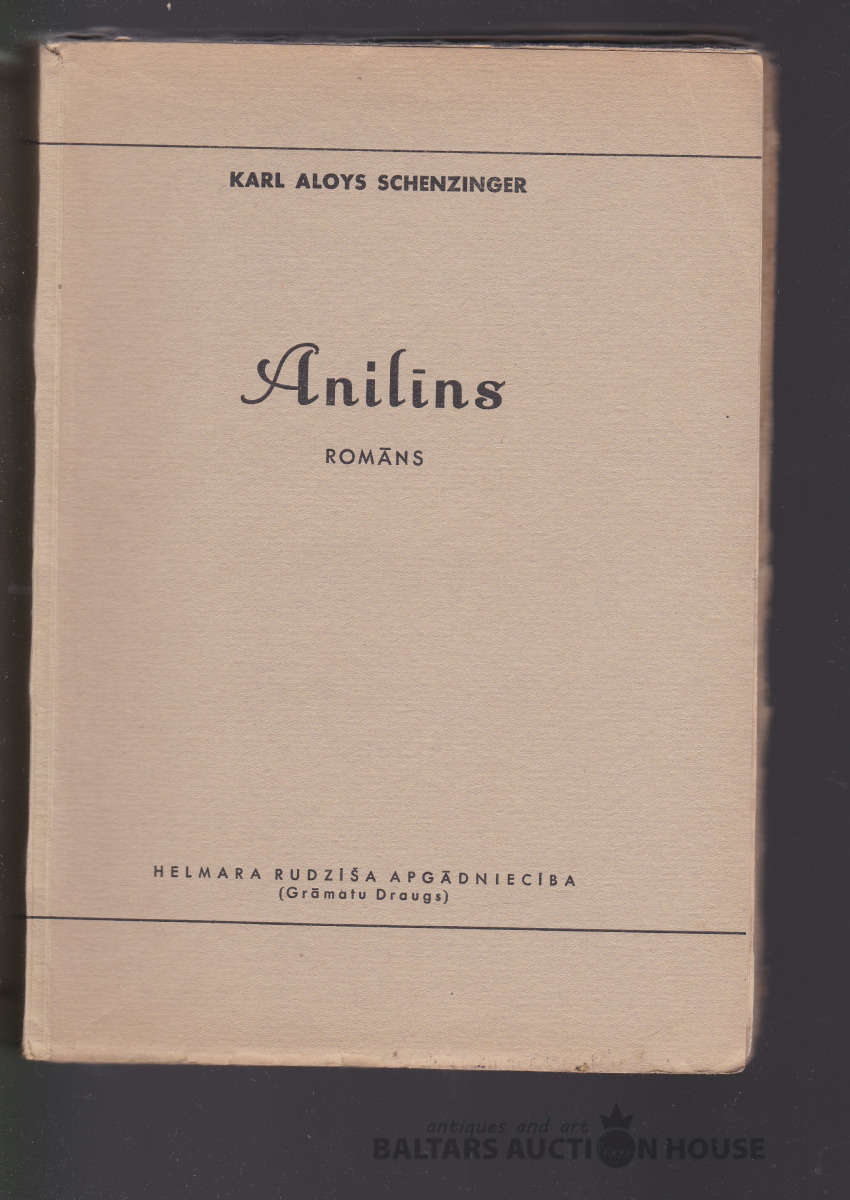 KARL ALOYS SCHENZINGER
Anilīns
ROMĀNS
HELMARA RUDZĪŠA APGĀDNIECĪBA
(Grāmatu Draugs)
antiques and art
BALTARS AUCTION HOUSE